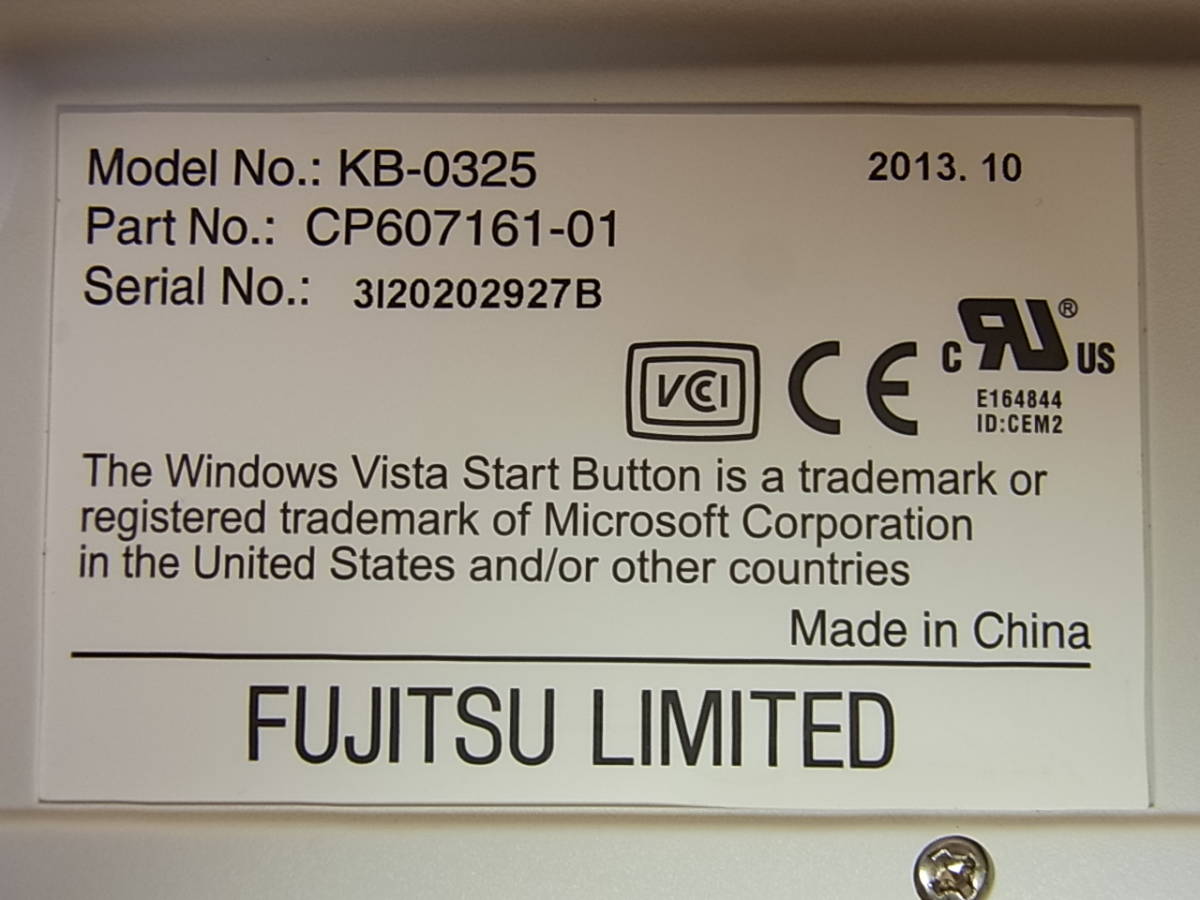 Model No.: KB-0325 2013. 10
Part No.: CP607161-01
Serial No.: 3I20202927B
VCCI CE c RU ® US
E164844
ID:CEM2
The Windows Vista Start Button is a trademark or
registered trademark of Microsoft Corporation
in the United States and/or other countries
Made in China
FUJITSU LIMITED